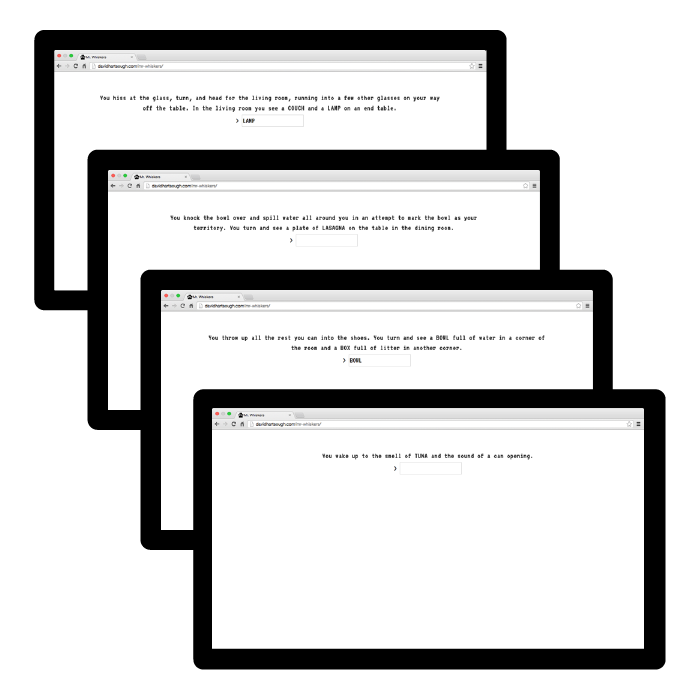 Mr. Whiskers
davidhartsough.com/mr-whiskers/
You hiss at the glass, turn, and head for the living room, running into a few other glasses on your way
off the table. In the living room you see a COUCH and a LAMP on an end table.
> LAMP
Mr. Whiskers
davidhartsough.com/mr-whiskers/
You knock the bowl over and spill water all around you in an attempt to mark the bowl as your
territory. You turn and see a plate of LASAGNA on the table in the dining room.
>
Mr. Whiskers
davidhartsough.com/mr-whiskers/
You throw up all the rest you can into the shoes. You turn and see a BOWL full of water in a corner of
the room and a BOX full of litter in another corner.
> BOWL
Mr. Whiskers
davidhartsough.com/mr-whiskers/
You wake up to the smell of TUNA and the sound of a can opening.
>